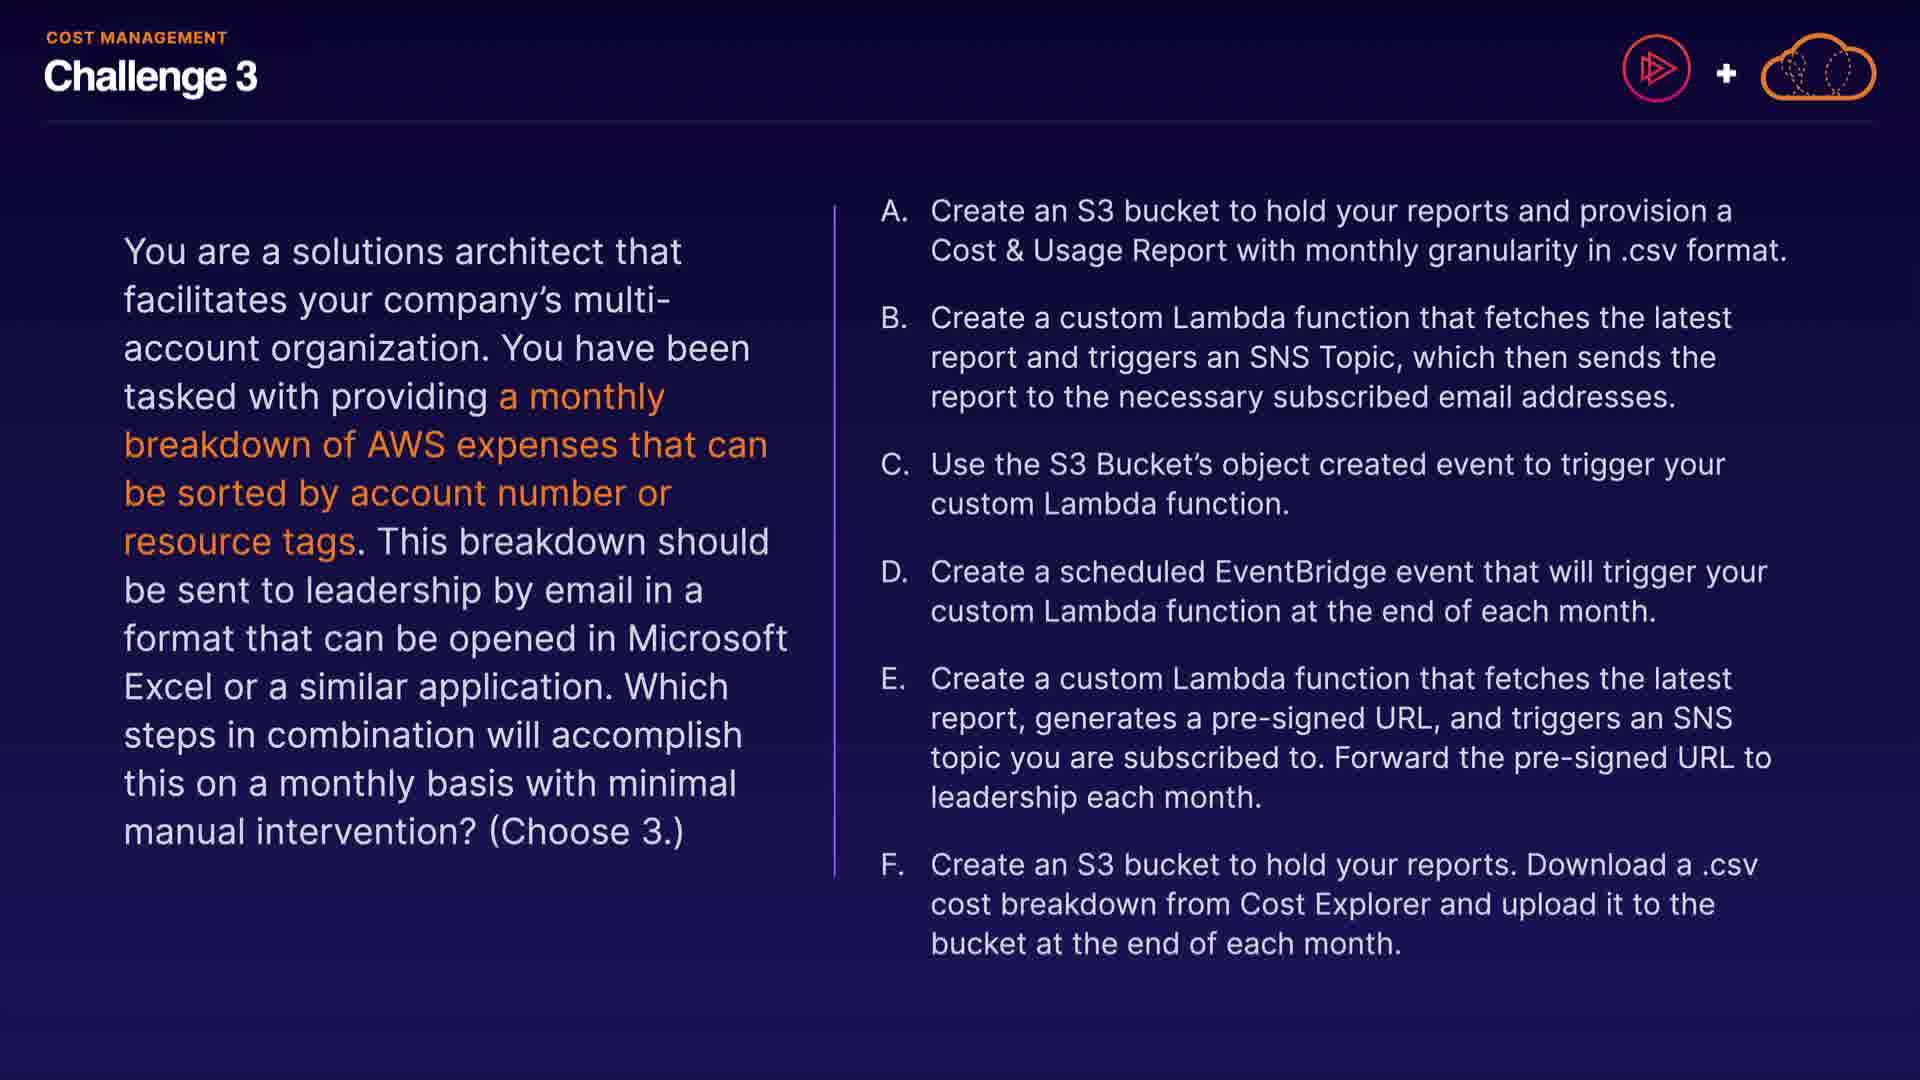 COST MANAGEMENT
Challenge 3
You are a solutions architect that
facilitates your company’s multi-
account organization. You have been
tasked with providing a monthly
breakdown of AWS expenses that can
be sorted by account number or
resource tags. This breakdown should
be sent to leadership by email in a
format that can be opened in Microsoft
Excel or a similar application. Which
steps in combination will accomplish
this on a monthly basis with minimal
manual intervention? (Choose 3.)
A. Create an S3 bucket to hold your reports and provision a
Cost & Usage Report with monthly granularity in .csv format.
B. Create a custom Lambda function that fetches the latest
report and triggers an SNS Topic, which then sends the
report to the necessary subscribed email addresses.
C. Use the S3 Bucket’s object created event to trigger your
custom Lambda function.
D. Create a scheduled EventBridge event that will trigger your
custom Lambda function at the end of each month.
E. Create a custom Lambda function that fetches the latest
report, generates a pre-signed URL, and triggers an SNS
topic you are subscribed to. Forward the pre-signed URL to
leadership each month.
F. Create an S3 bucket to hold your reports. Download a .csv
cost breakdown from Cost Explorer and upload it to the
bucket at the end of each month.